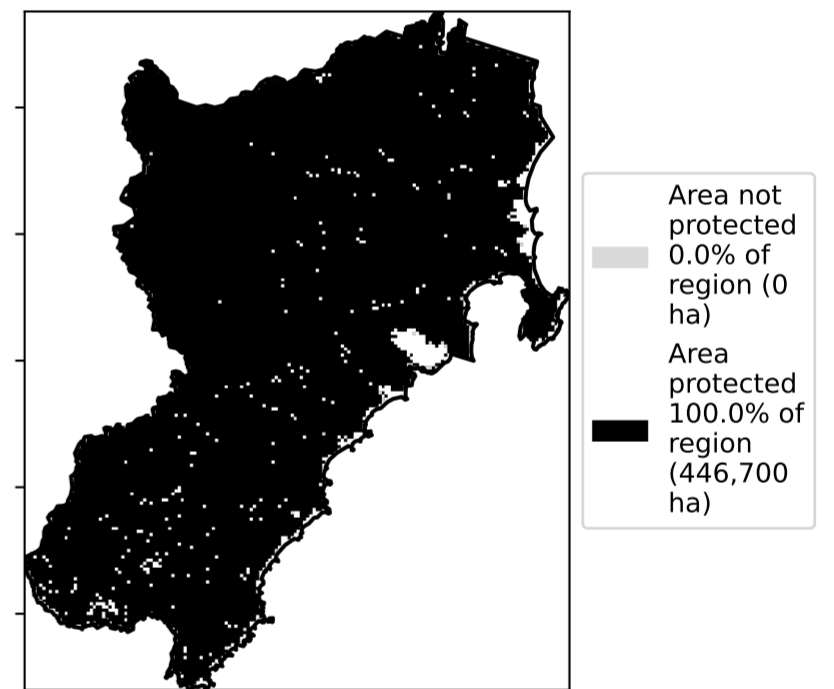 Area not
protected
0.0% of
region (0
ha)
Area
protected
100.0% of
region
(446,700
ha)